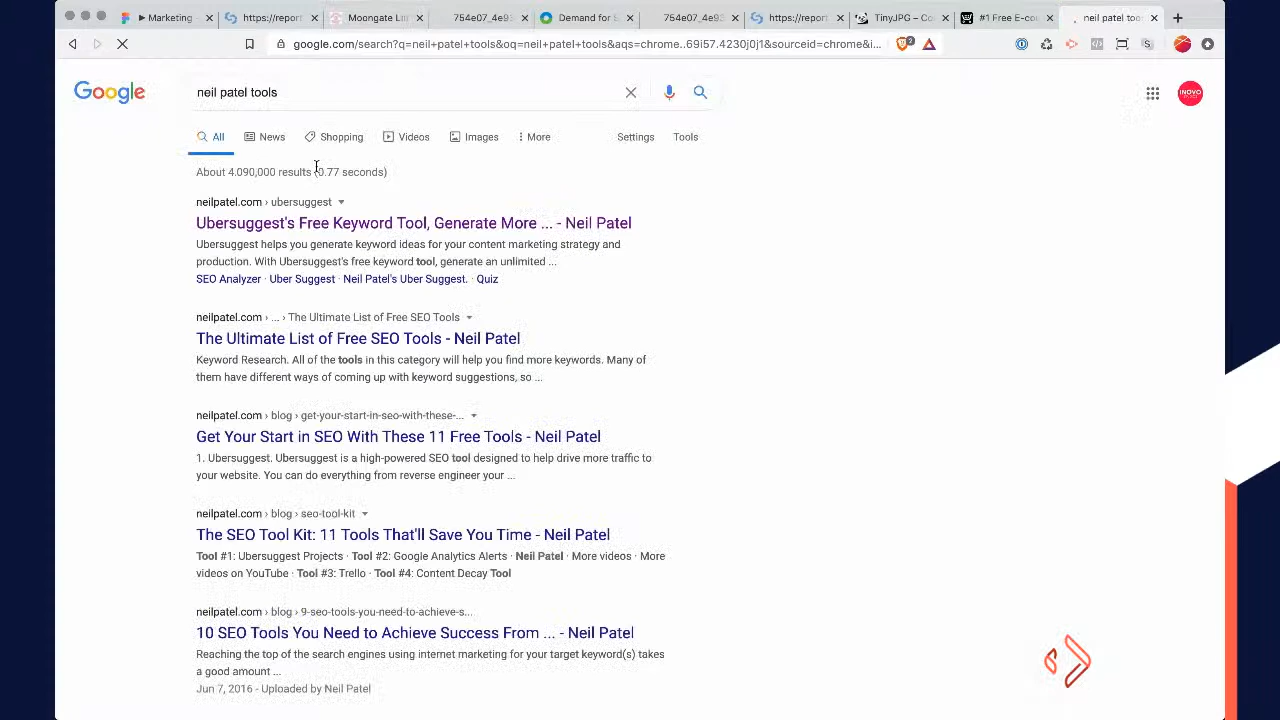 ▶ Marketing
https://report
Moongate Lin
754e07_4e9
Demand for S
754e07_4e9
https://report
TinyJPG – Co
#1 Free E-co
neil patel too
google.com/search?q=neil+patel+tools&oq=neil+patel+tools&aqs=chrome..69i57.4230j0j1&sourceid=chrome&i...
2
Google
neil patel tools
INOVO
All
News
Shopping
Videos
Images
More
Settings
Tools
About 4.090,000 results (0.77 seconds)
neilpatel.com › ubersuggest
Ubersuggest's Free Keyword Tool, Generate More ... - Neil Patel
Ubersuggest helps you generate keyword ideas for your content marketing strategy and
production. With Ubersuggest's free keyword tool, generate an unlimited ...
SEO Analyzer · Uber Suggest · Neil Patel's Uber Suggest. · Quiz
neilpatel.com › ... › The Ultimate List of Free SEO Tools
The Ultimate List of Free SEO Tools - Neil Patel
Keyword Research. All of the tools in this category will help you find more keywords. Many of
them have different ways of coming up with keyword suggestions, so ...
neilpatel.com › blog › get-your-start-in-seo-with-these-...
Get Your Start in SEO With These 11 Free Tools - Neil Patel
1. Ubersuggest. Ubersuggest is a high-powered SEO tool designed to help drive more traffic to
your website. You can do everything from reverse engineer your ...
neilpatel.com › blog › seo-tool-kit
The SEO Tool Kit: 11 Tools That'll Save You Time - Neil Patel
Tool #1: Ubersuggest Projects · Tool #2: Google Analytics Alerts · Neil Patel · More videos · More
videos on YouTube · Tool #3: Trello · Tool #4: Content Decay Tool
neilpatel.com › blog › 9-seo-tools-you-need-to-achieve-s...
10 SEO Tools You Need to Achieve Success From ... - Neil Patel
Reaching the top of the search engines using internet marketing for your target keyword(s) takes
a good amount ...
Jun 7, 2016 - Uploaded by Neil Patel